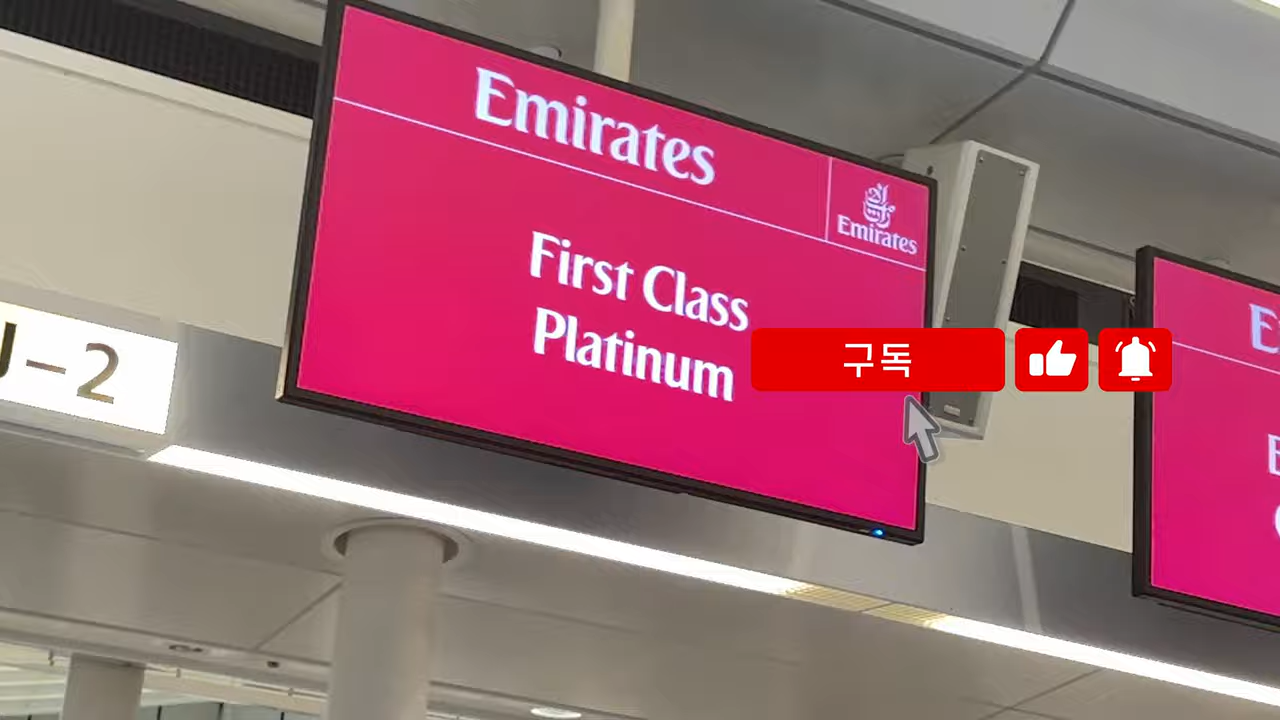 Emirates
Emirates
First Class
Platinum
구독
-2
E